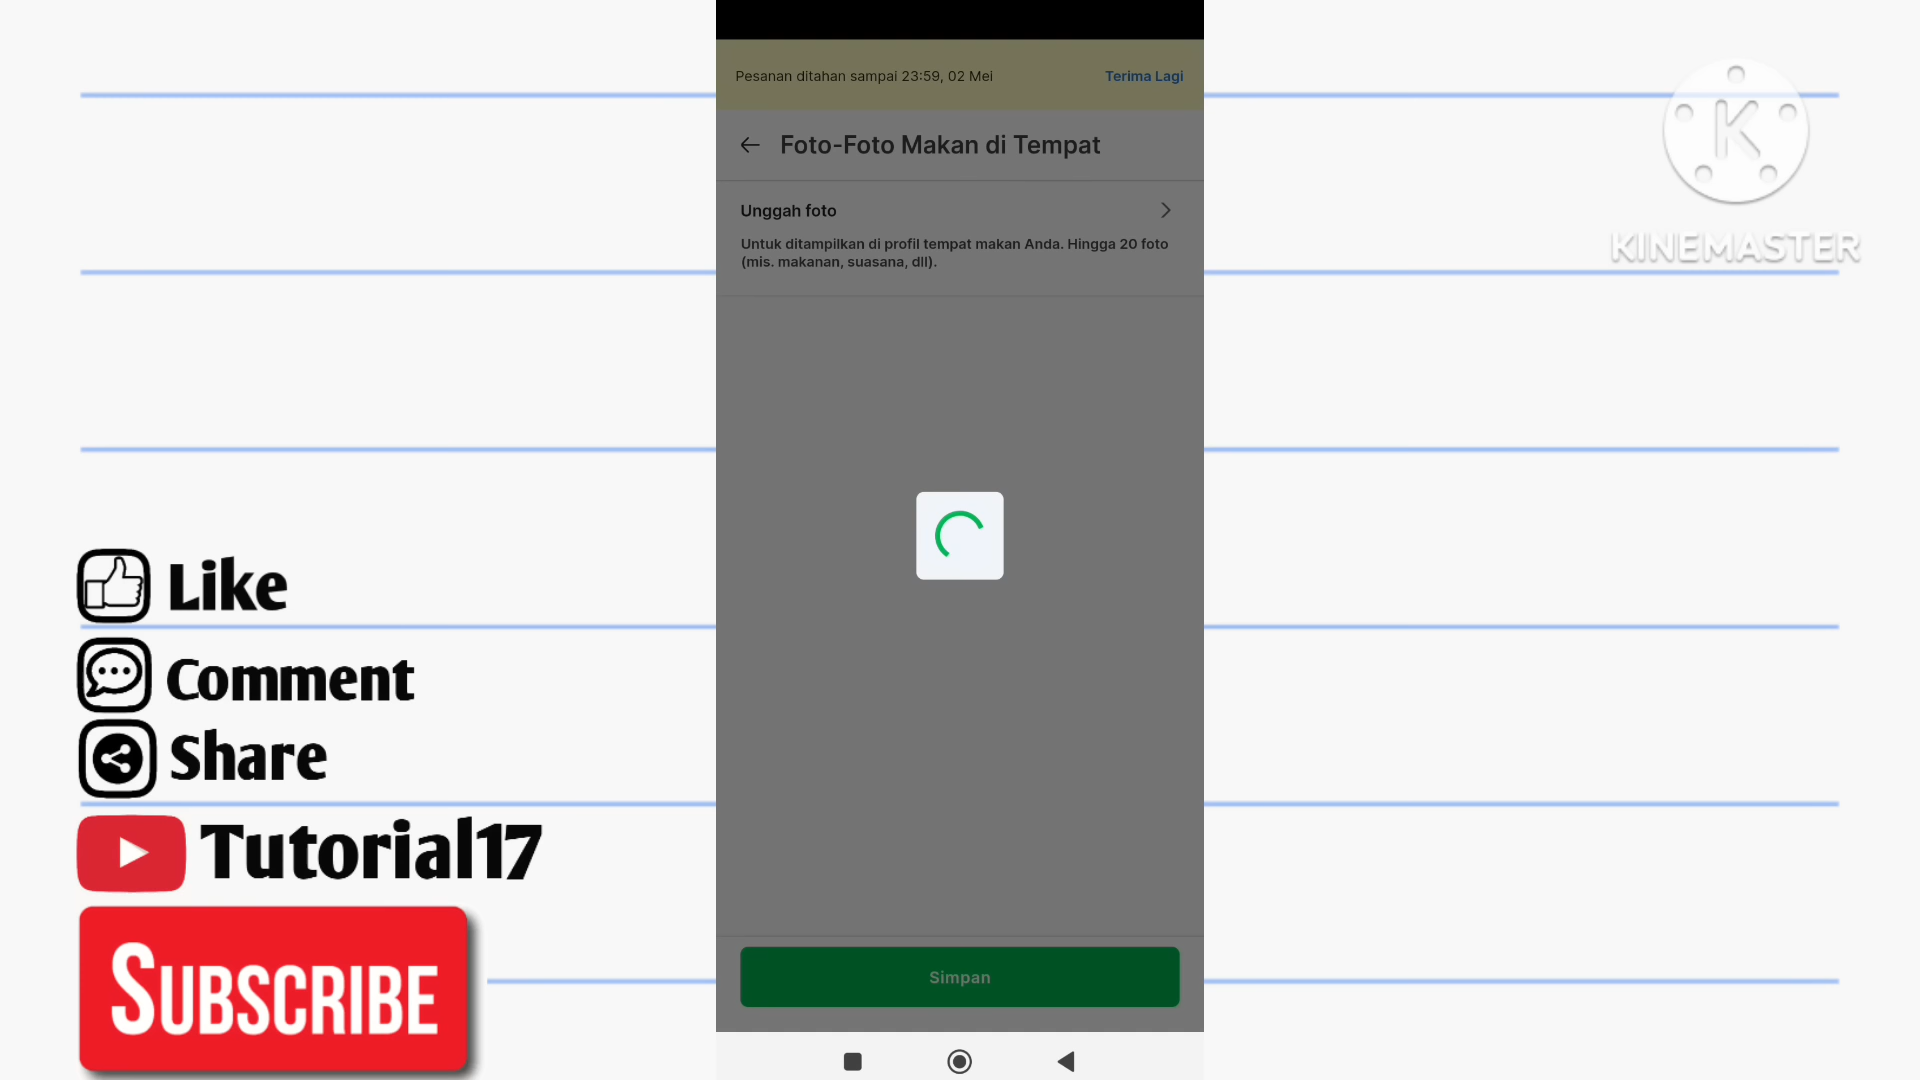 Pesanan ditahan sampai 23:59, 02 Mei
Terima Lagi
Foto-Foto Makan di Tempat
Unggah foto
Untuk ditampilkan di profil tempat makan Anda. Hingga 20 foto
(mis. makanan, suasana, dll).
Simpan
K
KINEMASTER
Like
Comment
Share
Tutorial17
SUBSCRIBE